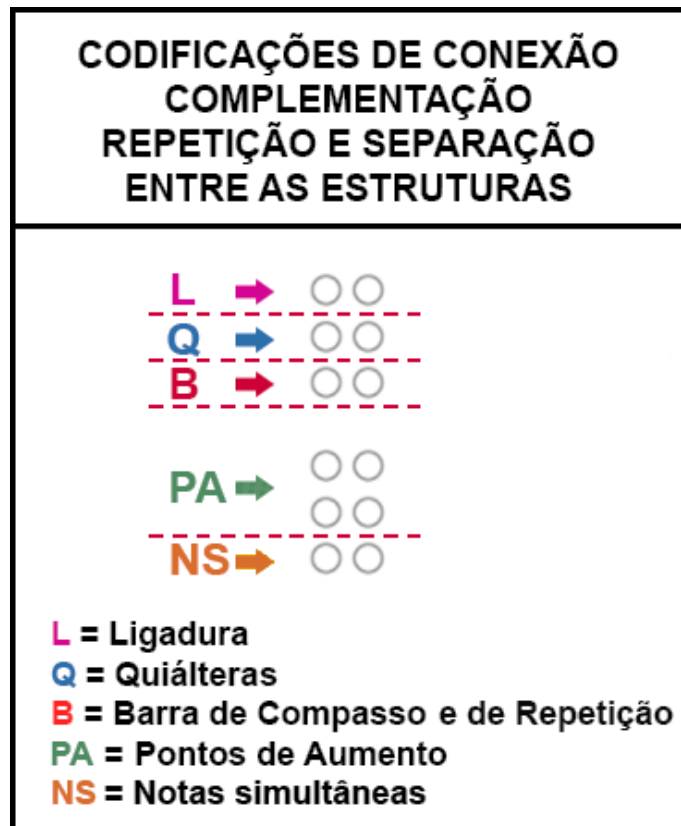 CODIFICAÇÕES DE CONEXÃO
COMPLEMENTAÇÃO
REPETIÇÃO E SEPARAÇÃO
ENTRE AS ESTRUTURAS
L
Q
B
PA
NS
L = Ligadura
Q = Quiálteras
B = Barra de Compasso e de Repetição
PA = Pontos de Aumento
NS = Notas simultâneas